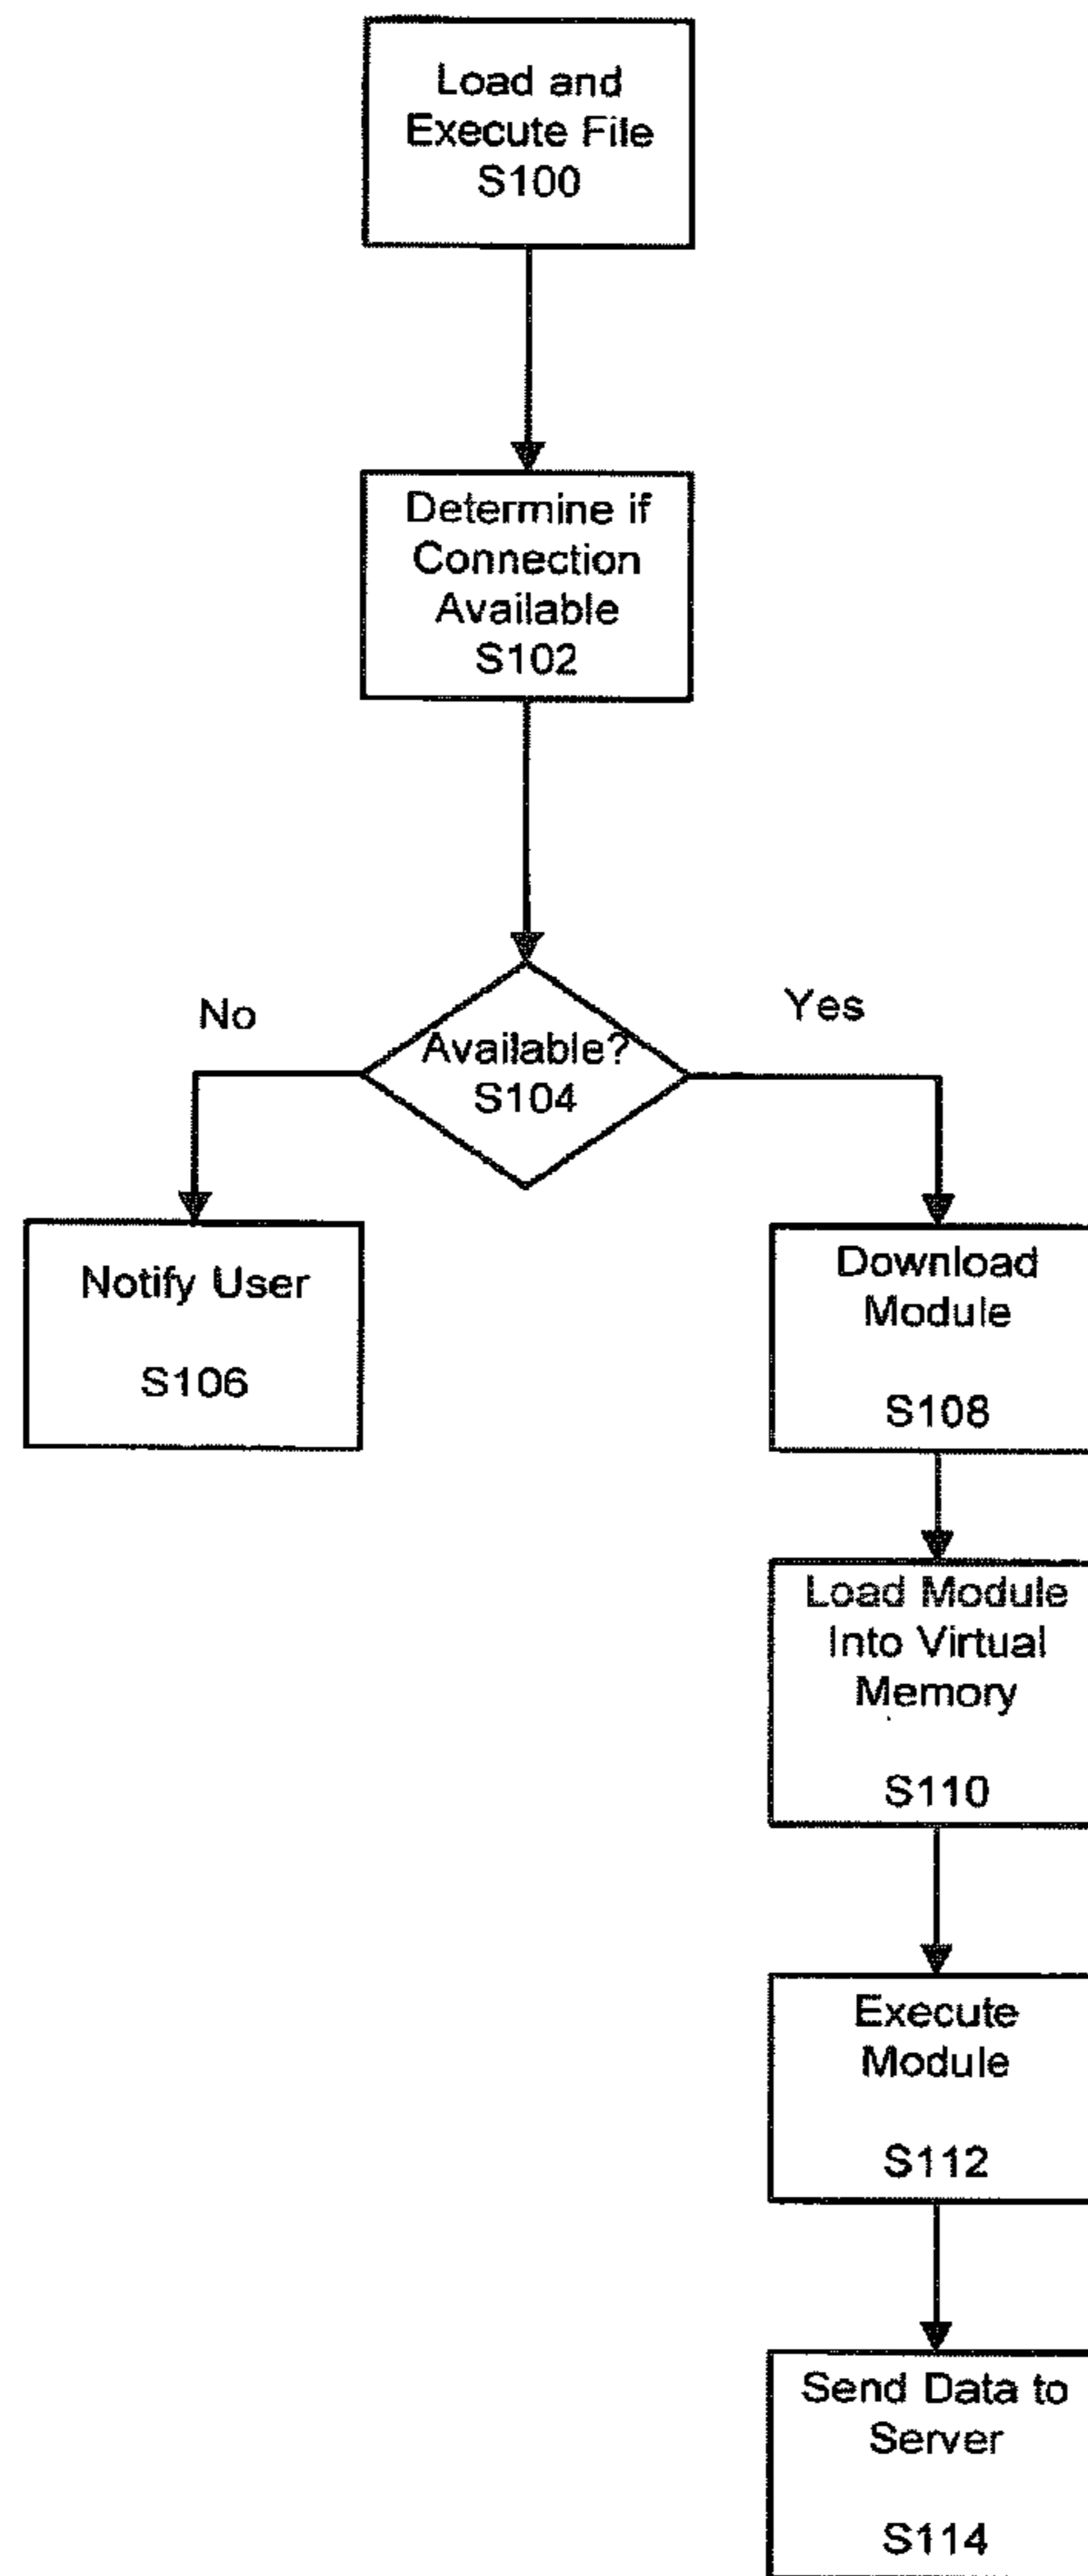 Load and
Execute File
S100
Determine if
Connection
Available
S102
No
Yes
Available?
S104
Notify User
S106
Download
Module
S108
Load Module
Into Virtual
Memory
S110
Execute
Module
S112
Send Data to
Server
S114